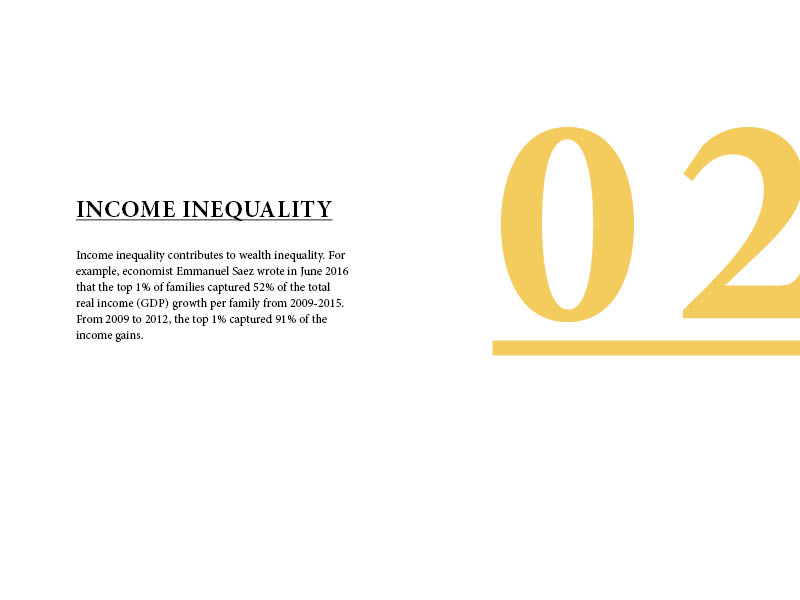 INCOME INEQUALITY
Income inequality contributes to wealth inequality. For
example, economist Emmanuel Saez wrote in June 2016
that the top 1% of families captured 52% of the total
real income (GDP) growth per family from 2009-2015.
From 2009 to 2012, the top 1% captured 91% of the
income gains.
02